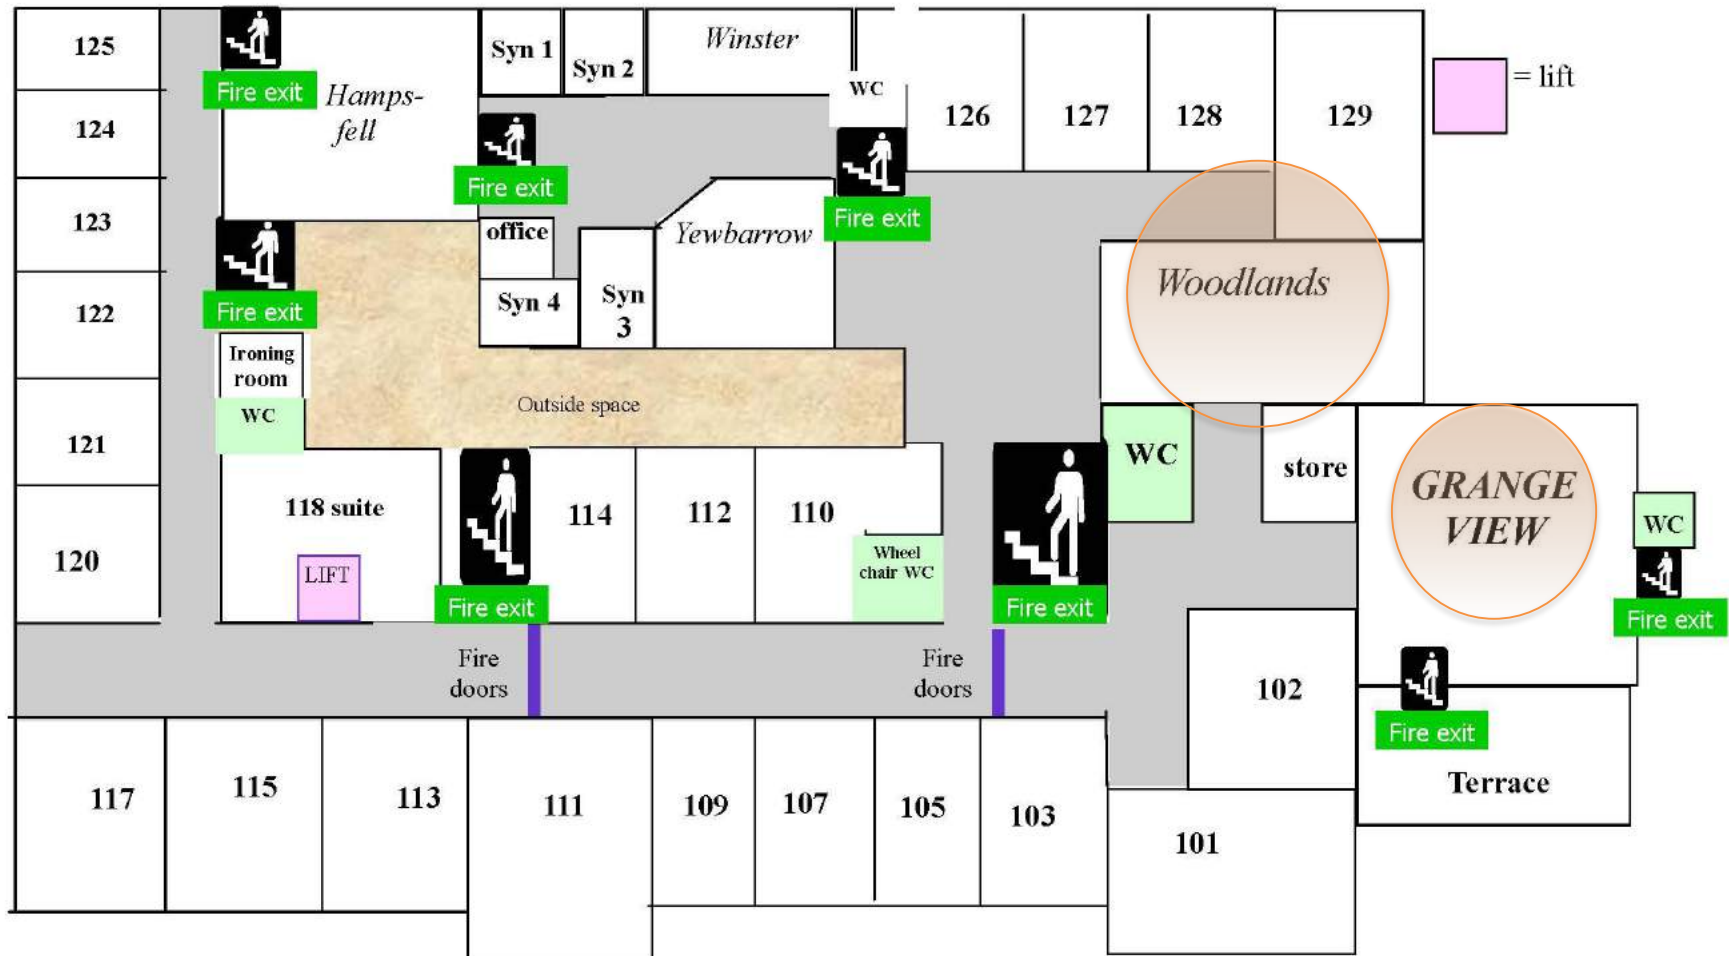 125
Fire exit
Hamps-
fell
Syn 1
Syn 2
Winster
WC
126
127
128
129
= lift
124
Fire exit
Fire exit
123
office
Yewbarrow
Woodlands
122
Fire exit
Syn 4
Syn
3
Ironing
room
WC
Outside space
121
118 suite
114
112
110
WC
store
GRANGE
VIEW
WC
120
LIFT
Fire exit
Wheel
chair WC
Fire exit
Fire exit
Fire
doors
Fire
doors
102
Fire exit
Terrace
117
115
113
111
109
107
105
103
101